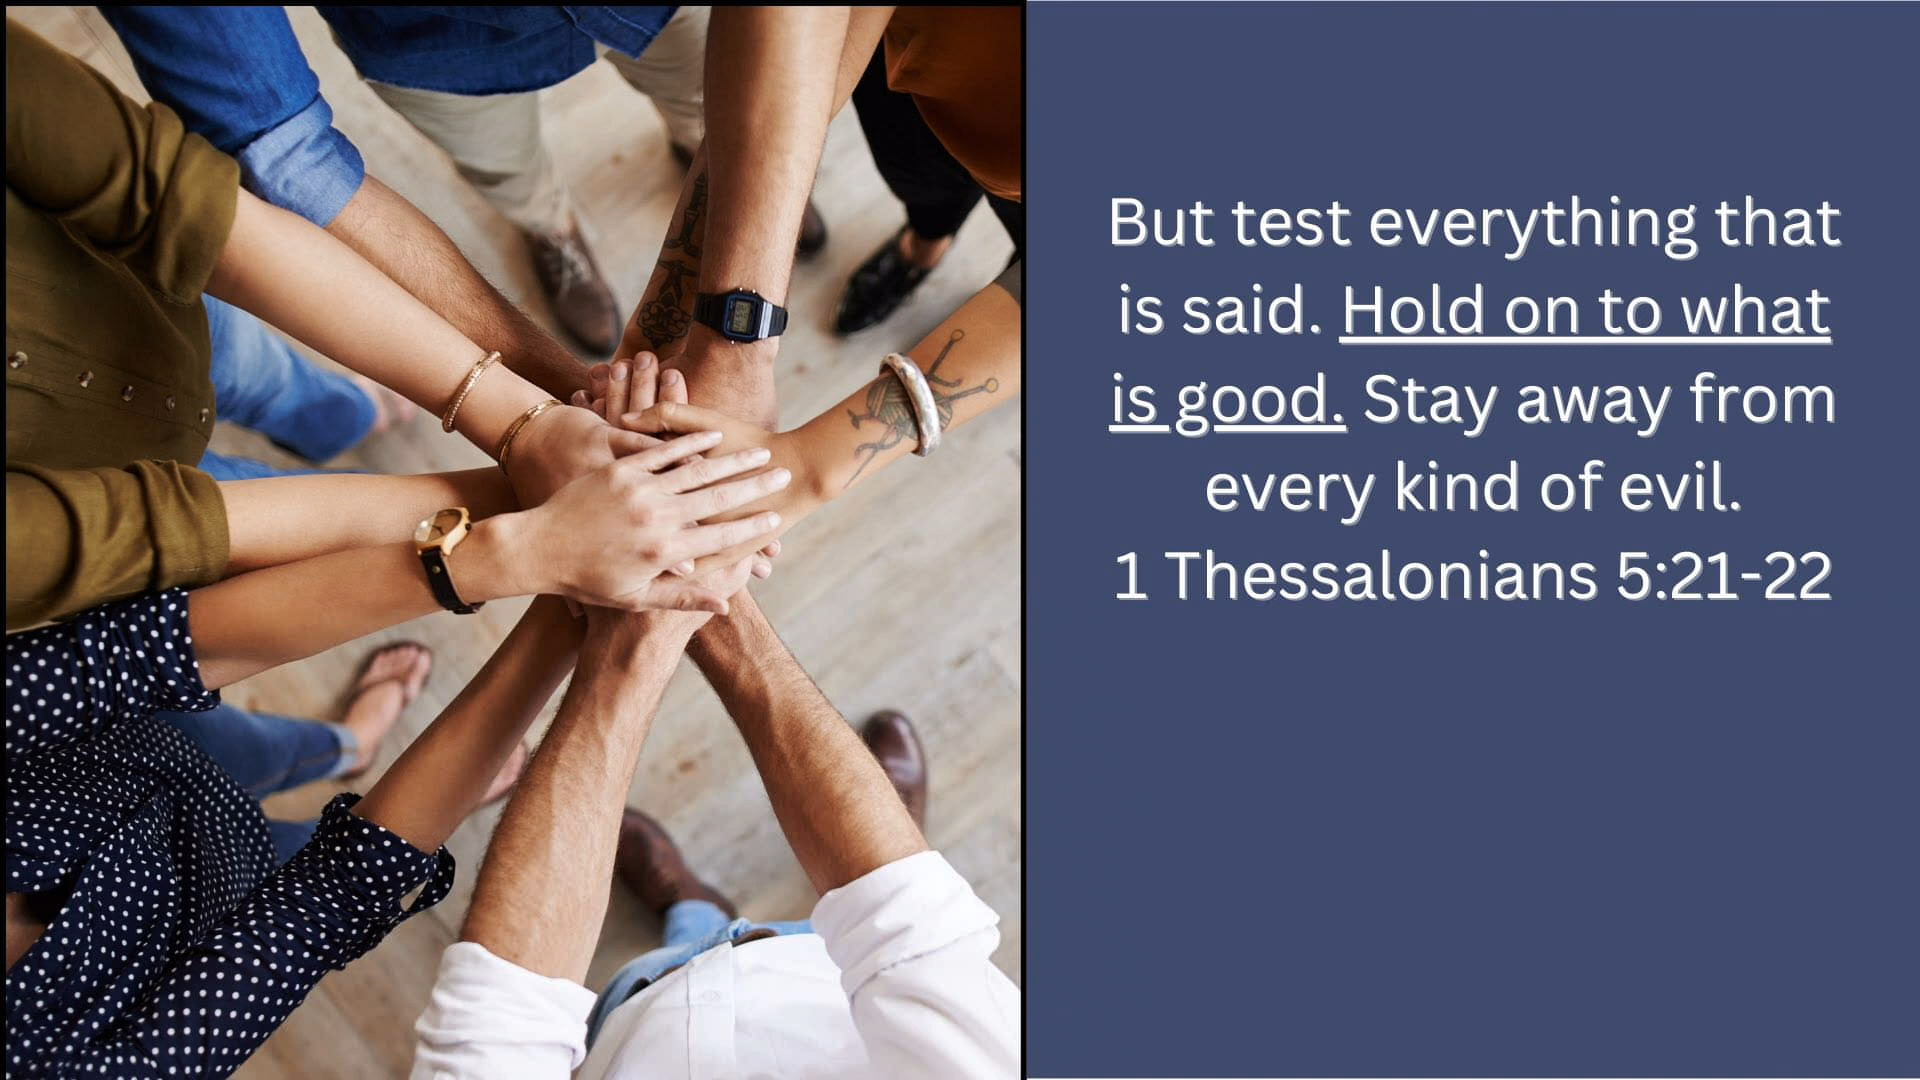 But test everything that
is said. Hold on to what
is good. Stay away from
every kind of evil.
1 Thessalonians 5:21-22